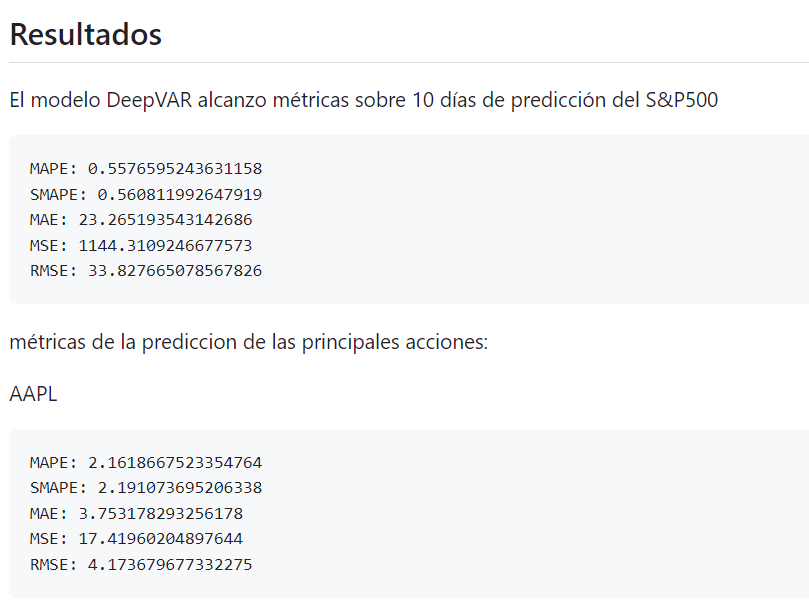 Resultados
El modelo DeepVAR alcanzo métricas sobre 10 días de predicción del S&P500
MAPE: 0.5576595243631158
SMAPE: 0.560811992647919
MAE: 23.265193543142686
MSE: 1144.3109246677573
RMSE: 33.827665078567826
métricas de la prediccion de las principales acciones:
AAPL
MAPE: 2.1618667523354764
SMAPE: 2.191073695206338
MAE: 3.753178293256178
MSE: 17.41960204897644
RMSE: 4.173679677332275